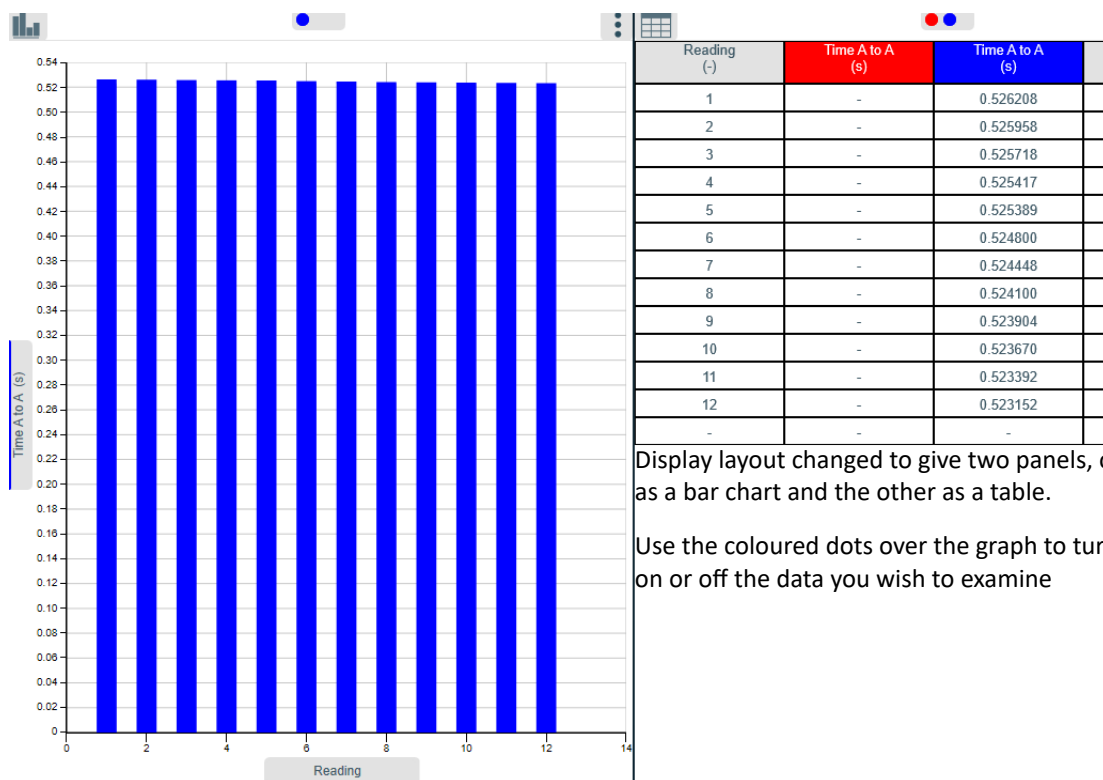 0.54
0.52
0.50
0.48
0.46
0.44
0.42
0.40
0.38
0.36
0.34
0.32
0.30
0.28
0.26
0.24
0.22
0.20
0.18
0.16
0.14
0.12
0.10
0.08
0.06
0.04
0.02
0
Time A to A (s)
0 2 4 6 8 10 12 14
Reading
Reading Time A to A Time A to A
(-) (s) (s)
1 - 0.526208
2 - 0.525958
3 - 0.525718
4 - 0.525417
5 - 0.525389
6 - 0.524800
7 - 0.524448
8 - 0.524100
9 - 0.523904
10 - 0.523670
11 - 0.523392
12 - 0.523152
- - -
Display layout changed to give two panels,
as a bar chart and the other as a table.
Use the coloured dots over the graph to tur
on or off the data you wish to examine